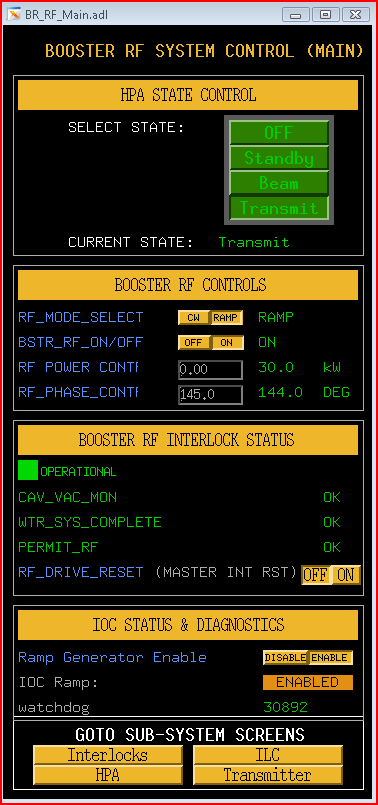 BR_RF_Main.adl
BOOSTER RF SYSTEM CONTROL (MAIN)
HPA STATE CONTROL
SELECT STATE:
OFF
Standby
Beam
Transmit
CURRENT STATE: Transmit
BOOSTER RF CONTROLS
RF_MODE_SELECT CW RAMP RAMP
BSTR_RF_ON/OFF OFF ON ON
RF POWER CONTR 0.00 30.0 kW
RF_PHASE_CONTR 145.0 144.0 DEG
BOOSTER RF INTERLOCK STATUS
OPERATIONAL
CAV_VAC_MON OK
WTR_SYS_COMPLETE OK
PERMIT_RF OK
RF_DRIVE_RESET (MASTER INT RST) OFF ON
IOC STATUS & DIAGNOSTICS
Ramp Generator Enable DISABLE ENABLE
IOC Ramp: ENABLED
watchdog 30892
GOTO SUB-SYSTEM SCREENS
Interlocks ILC
HPA Transmitter